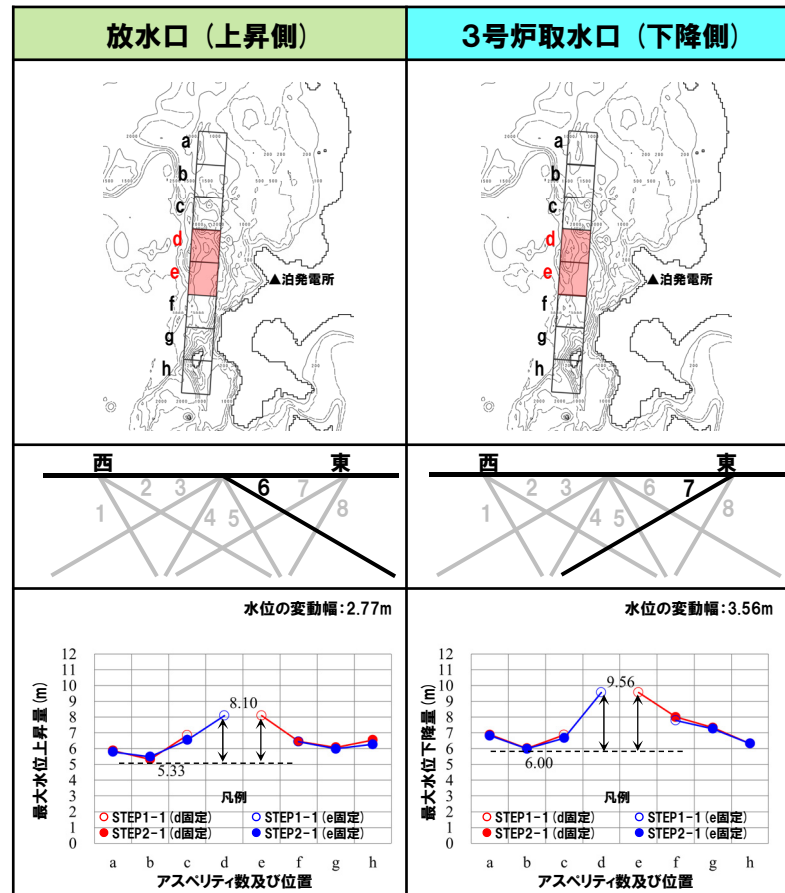 放水口(上昇側)
a
b
c
d
e
f
g
h
▲泊発電所
西
東
1
2
3
4
5
6
7
8
水位の変動幅:2.77m
最大水位上昇量(m)
12
11
10
9
8
7
6
5
4
3
2
1
0
8.10
5.33
凡例
STEP1-1(d固定)
STEP1-1(e固定)
STEP2-1(d固定)
STEP2-1(e固定)
a b c d e f g h
アスペリティ数及び位置
3号炉取水口(下降側)
a
b
c
d
e
f
g
h
▲泊発電所
西
東
1
2
3
4
5
6
7
8
水位の変動幅:3.56m
最大水位下降量(m)
12
11
10
9
8
7
6
5
4
3
2
1
0
9.56
6.00
凡例
STEP1-1(d固定)
STEP1-1(e固定)
STEP2-1(d固定)
STEP2-1(e固定)
a b c d e f g h
アスペリティ数及び位置